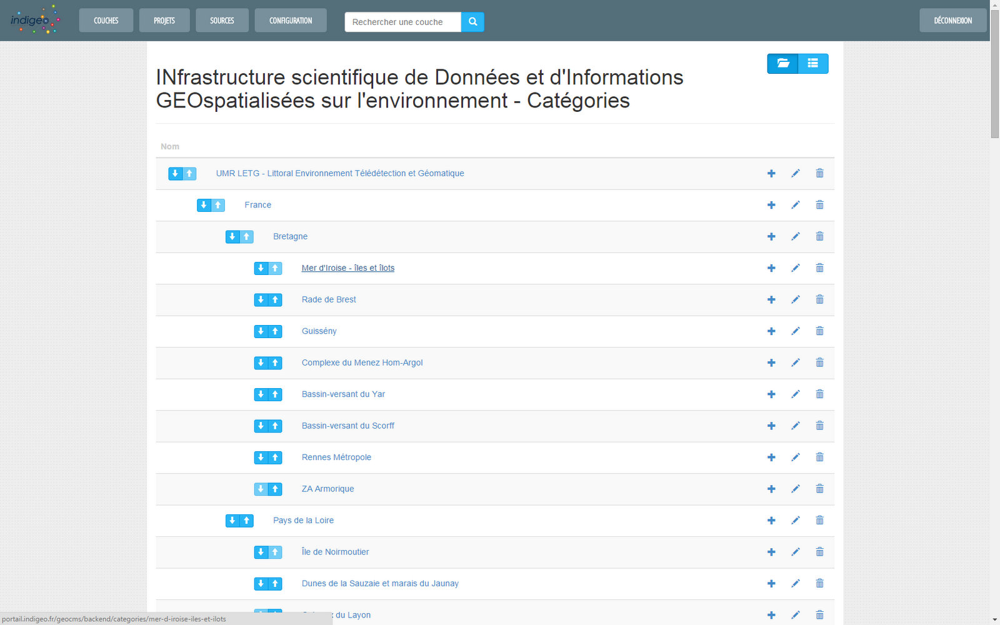 indigeo
COUCHES
PROJETS
SOURCES
CONFIGURATION
Rechercher une couche
DÉCONNEXION
INfrastructure scientifique de Données et d'Informations
GEOspatialisées sur l'environnement - Catégories
Nom
UMR LETG - Littoral Environnement Télédétection et Géomatique
France
Bretagne
Mer d'Iroise - îles et îlots
Rade de Brest
Guissény
Complexe du Menez Hom-Argol
Bassin-versant du Yar
Bassin-versant du Scorff
Rennes Métropole
ZA Armorique
Pays de la Loire
Île de Noirmoutier
Dunes de la Sauzaie et marais du Jaunay
du Layon
portail.indigeo.fr/geocms/backend/categories/mer-d-iroise-iles-et-ilots